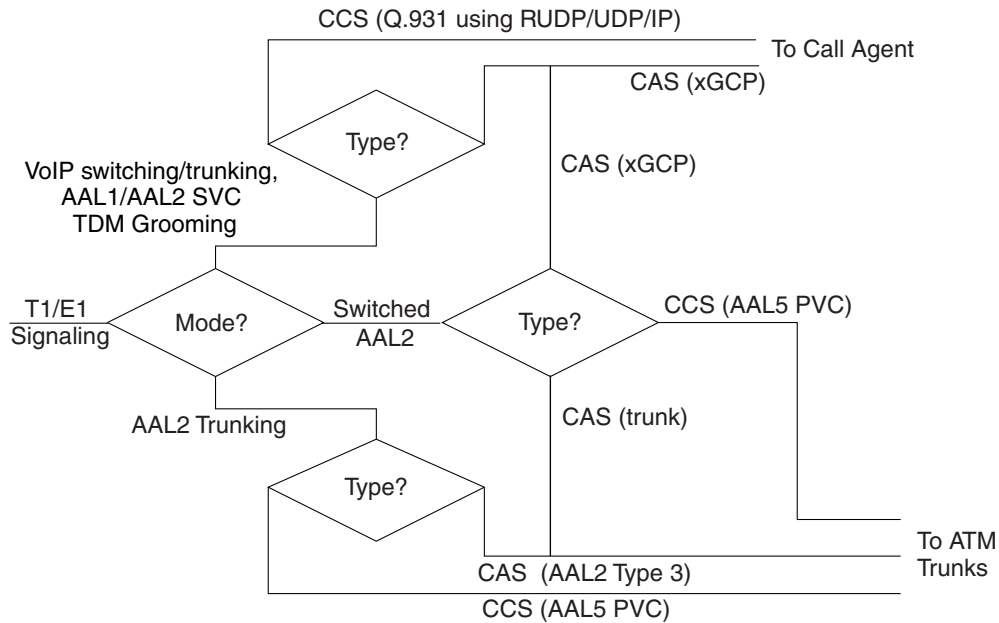 CCS (Q.931 using RUDP/UDP/IP)
To Call Agent
CAS (xGCP)
Type?
CAS (xGCP)
VoIP switching/trunking,
AAL1/AAL2 SVC
TDM Grooming
T1/E1
Signaling
Mode?
Switched
AAL2
Type?
CCS (AAL5 PVC)
AAL2 Trunking
CAS (trunk)
Type?
To ATM
Trunks
CAS (AAL2 Type 3)
CCS (AAL5 PVC)